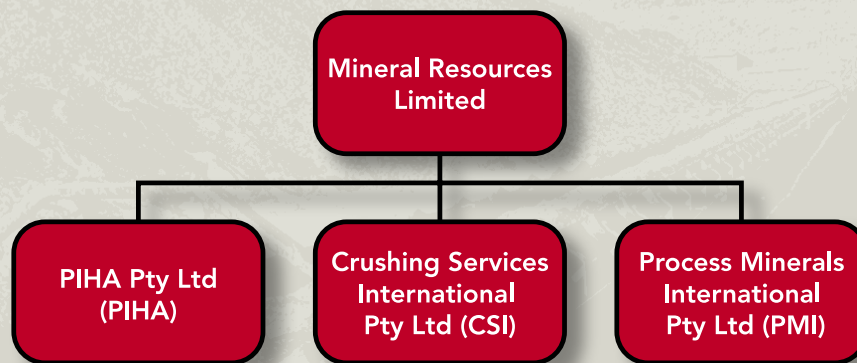 Mineral Resources
Limited
PIHA Pty Ltd
(PIHA)
Crushing Services
International
Pty Ltd (CSI)
Process Minerals
International
Pty Ltd (PMI)